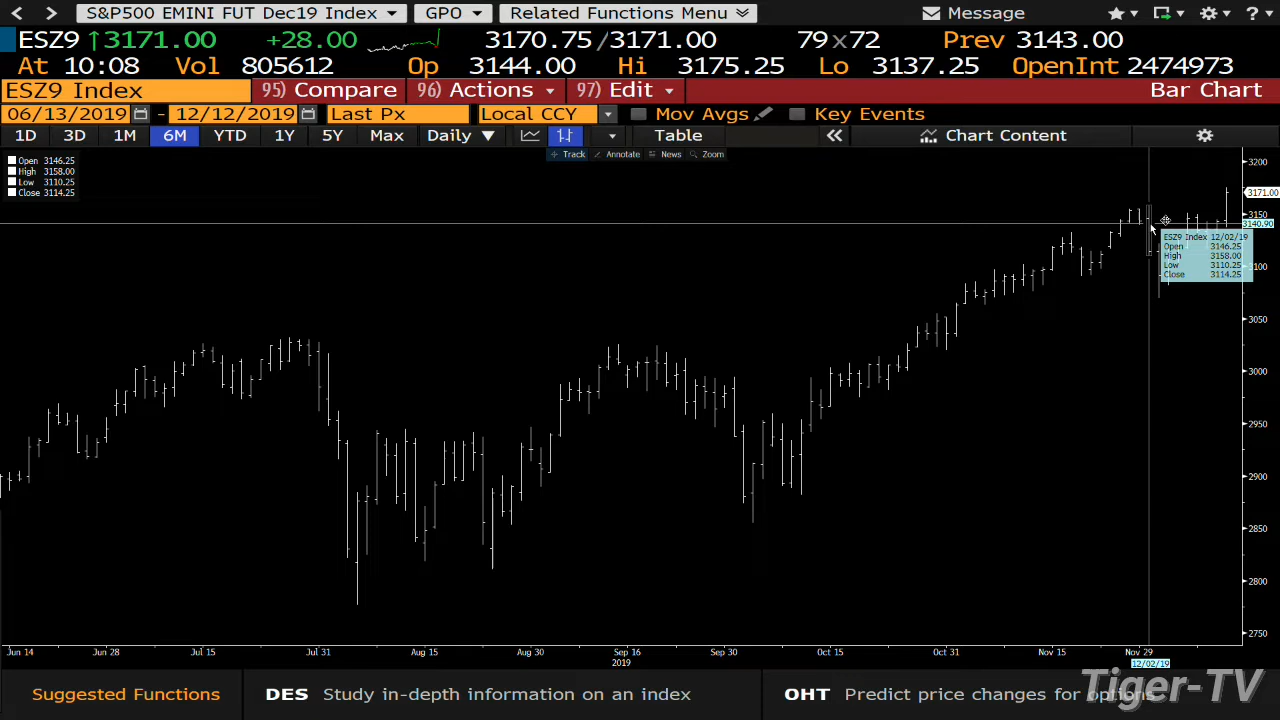 S&P500 EMINI FUT Dec19 Index GPO Related Functions Menu Message ?
ESZ9 ↑3171.00 +28.00 3170.75/3171.00 79x72 Prev 3143.00
At 10:08 Vol 805612 Op 3144.00 Hi 3175.25 Lo 3137.25 OpenInt 2474973
ESZ9 Index 95) Compare 96) Actions 97) Edit Bar Chart
06/13/2019 - 12/12/2019 Last Px Local CCY Mov Avgs Key Events
1D 3D 1M 6M YTD 1Y 5Y Max Daily ▼ Table « Chart Content
Track Annotate News Zoom
Open 3146.25
High 3158.00
Low 3110.25
Close 3114.25
3200
3171.00
3150
3140.90
ESZ9 Index 12/02/19
Open 3146.25
High 3158.00
Low 3110.25
Close 3114.25
3100
3050
3000
2950
2900
2850
2800
2750
Jun 14 Jun 28 Jul 15 Jul 31 Aug 15 Aug 30 Sep 16 Sep 30 Oct 15 Oct 31 Nov 15 Nov 29
2019
12/02/19
Suggested Functions DES Study in-depth information on an index OHT Predict price changes for options
Tiger-TV